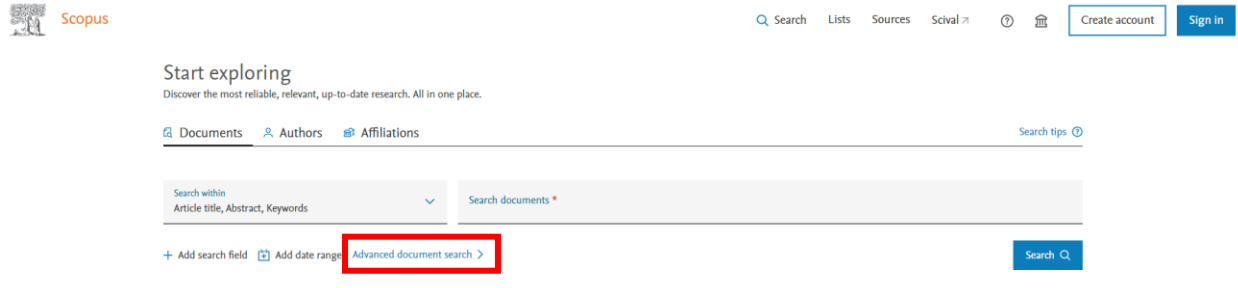 Scopus
Search Lists Sources Scival Create account Sign in
Start exploring
Discover the most reliable, relevant, up-to-date research. All in one place.
Documents Authors Affiliations Search tips
Search within
Article title, Abstract, Keywords
Search documents *
+ Add search field Add date range Advanced document search > Search